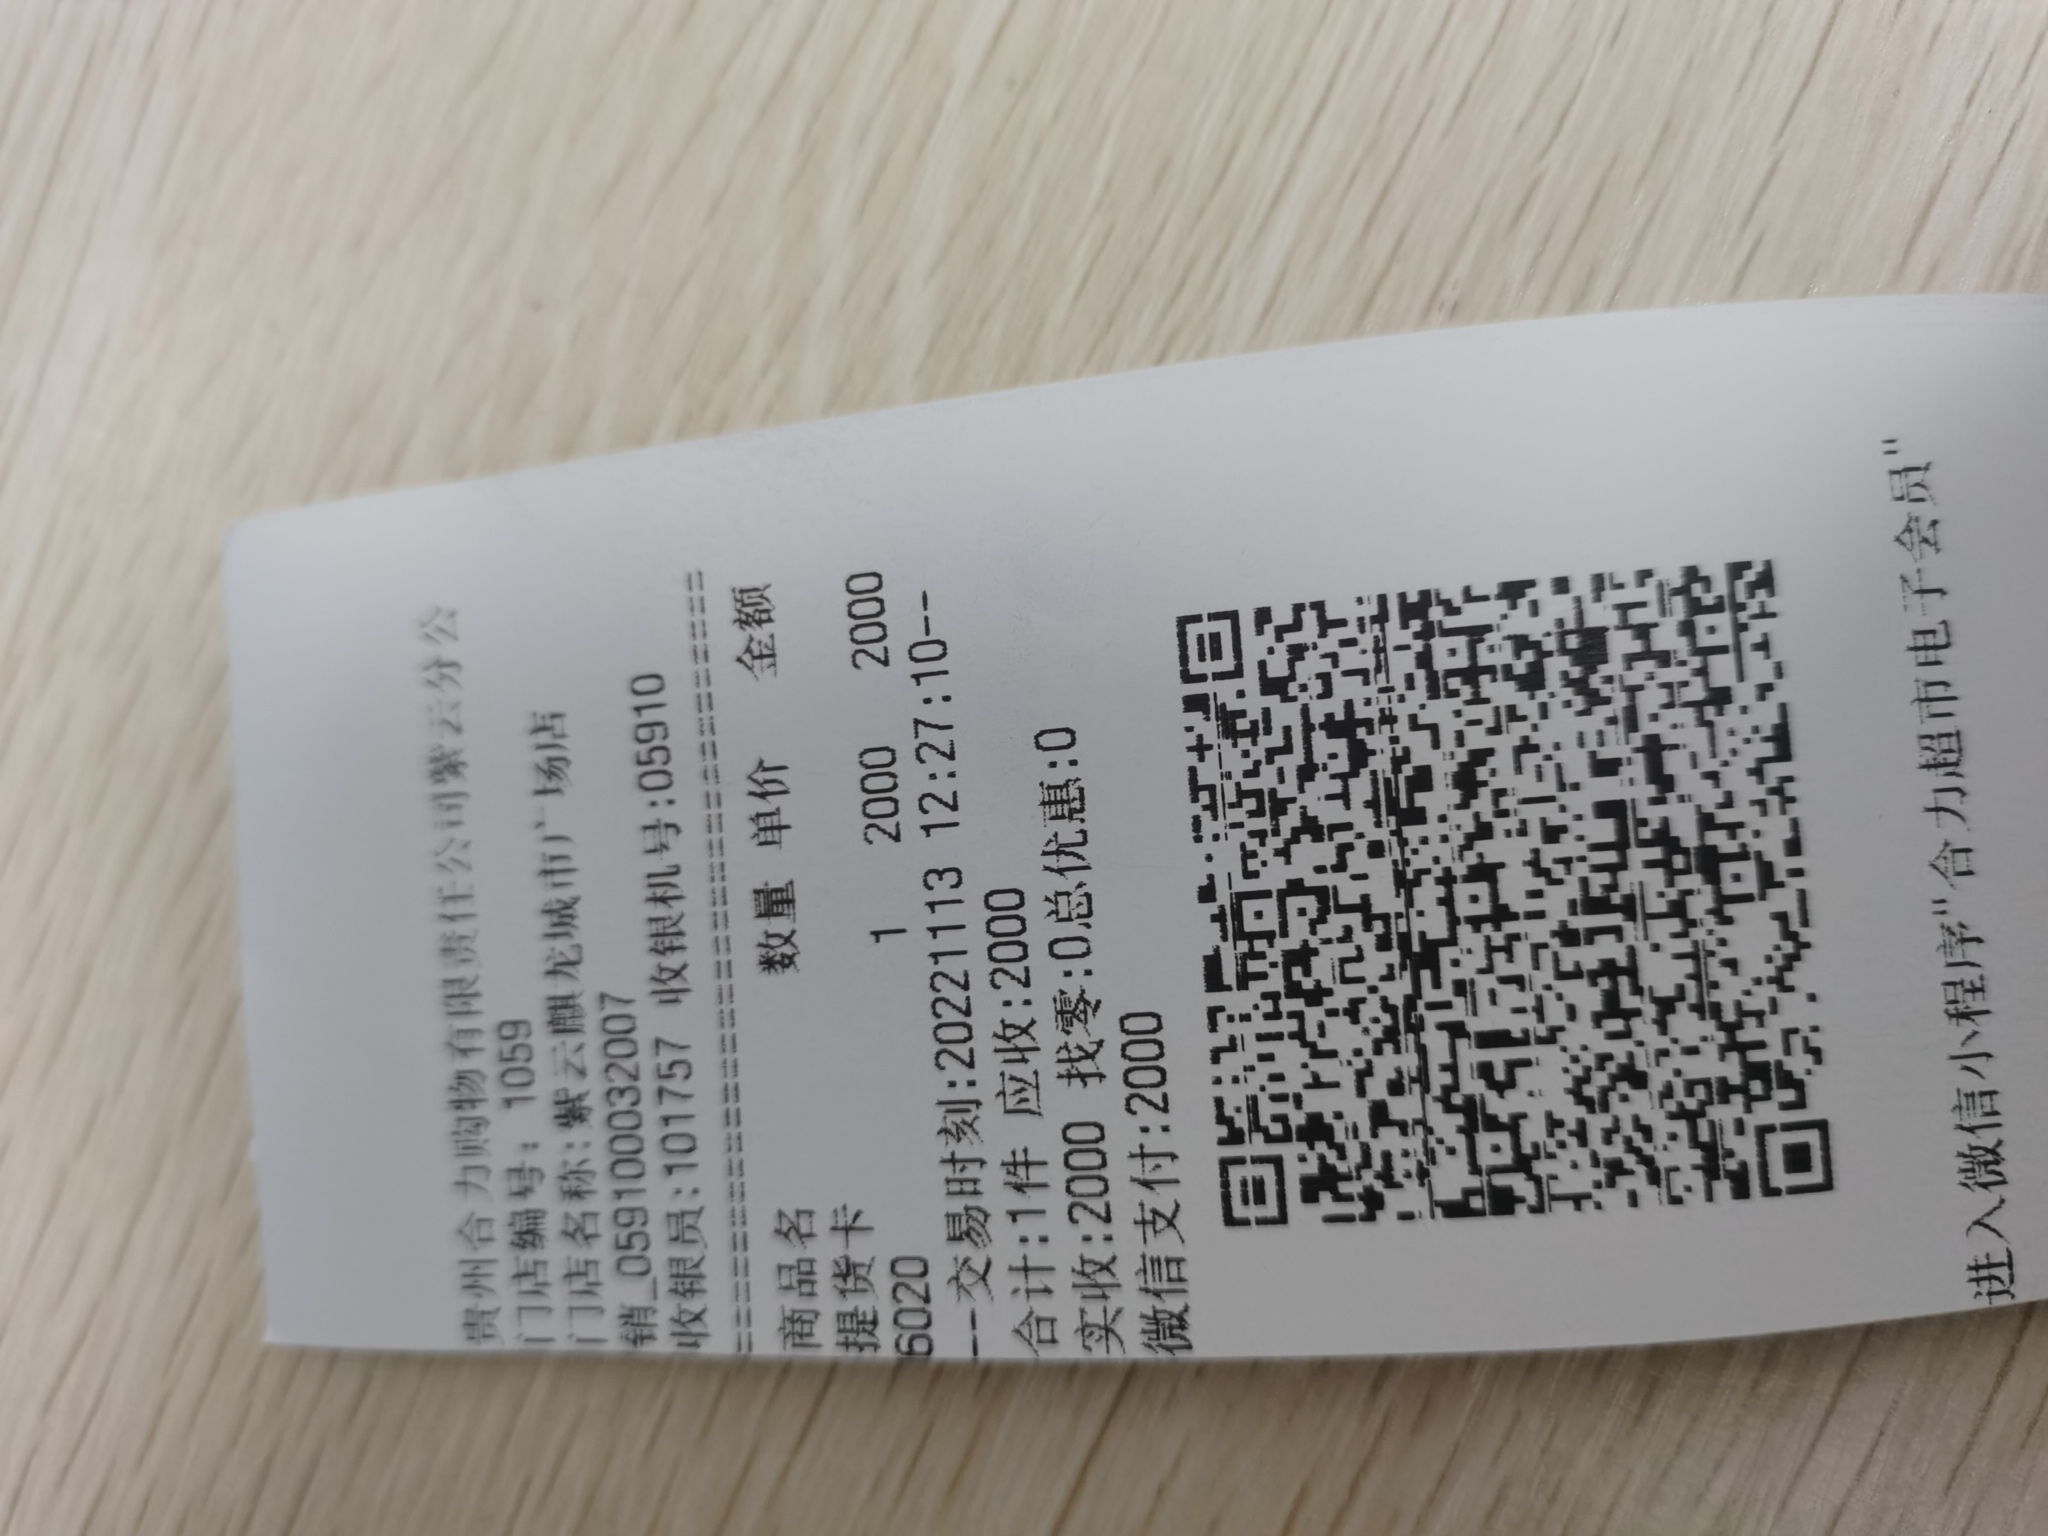 贵州合力购物有限责任公司紫云分公
门店编号: 1059
门店名称:紫云麒龙城市广场店
销_0591000032007
收银员:101757 收银机号:05910
商品名 数量 单价 金额
提货卡 1 2000 2000
6020
--交易时刻:20221113 12:27:10--
合计:1件 应收:2000
实收:2000 找零:0总优惠:0
微信支付:2000
进入微信小程序"合力超市电子会员"